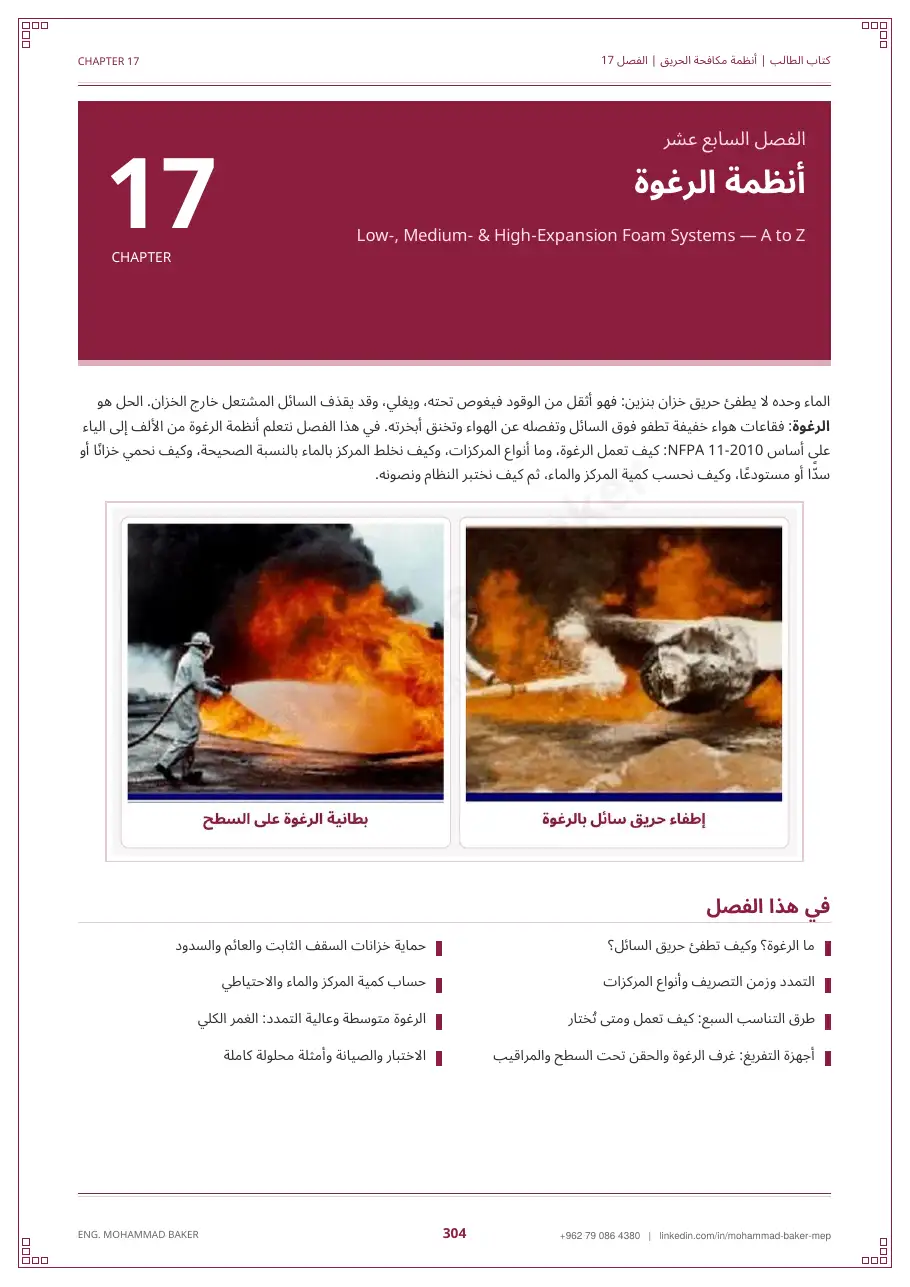 كتاب الطالب | أنظمة مكافحة الحريق | الفصل 17
CHAPTER 17
الفصل السابع عشر
أنظمة الرغوة
Low-, Medium- & High-Expansion Foam Systems — A to Z
17
CHAPTER
الماء وحده لا يطفئ حريق خزان بنزين: فهو أثقل من الوقود فيغوص تحته، ويغلي، وقد يقذف السائل المشتعل خارج الخزان. الحل هو
الرغوة: فقاعات هواء خفيفة تطفو فوق السائل وتفصله عن الهواء وتخنق أبخرته. في هذا الفصل نتعلم أنظمة الرغوة من الألف إلى الياء
على أساس NFPA 11-2010: كيف تعمل الرغوة، وما أنواع المركزات، وكيف نخلط المركز بالماء بالنسبة الصحيحة، وكيف نحمي خزانًا أو
سدًّا أو مستودعًا، وكيف نحسب كمية المركز والماء، ثم كيف نختبر النظام ونصونه.
إطفاء حريق سائل بالرغوة
بطانية الرغوة على السطح
في هذا الفصل
ما الرغوة؟ وكيف تطفئ حريق السائل؟
التمدد وزمن التصريف وأنواع المركزات
طرق التناسب السبع: كيف تعمل ومتى تُختار
أجهزة التفريغ: غرف الرغوة والحقن تحت السطح والمراقيب
حماية خزانات السقف الثابت والعائم والسدود
حساب كمية المركز والماء والاحتياطي
الرغوة متوسطة وعالية التمدد: الغمر الكلي
الاختبار والصيانة وأمثلة محلولة كاملة
ENG. MOHAMMAD BAKER
304
+962 79 086 4380 | linkedin.com/in/mohammad-baker-mep